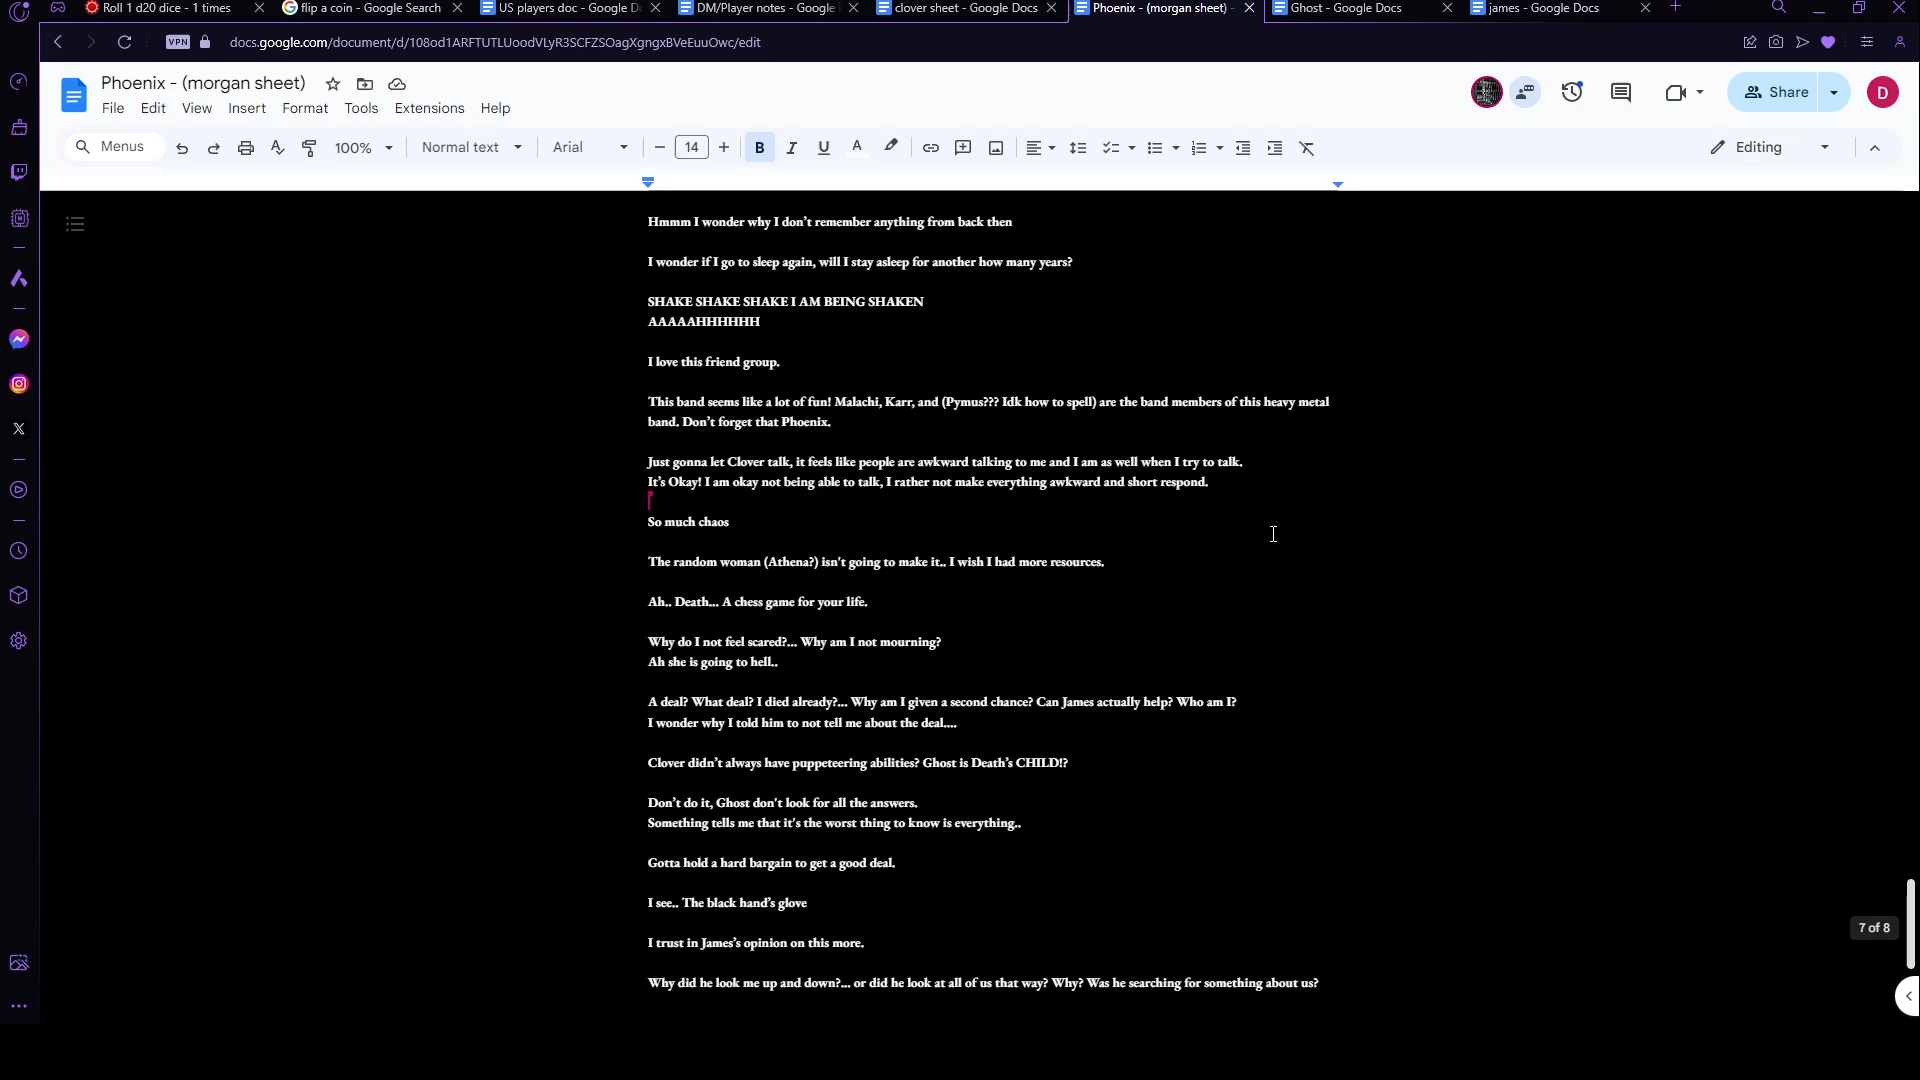 Roll 1 d20 dice - 1 times
flip a coin - Google Search
US players doc - Google D
DM/Player notes - Google
clover sheet - Google Docs
Phoenix - (morgan sheet) -
Ghost - Google Docs
james - Google Docs
VPN
docs.google.com/document/d/108od1ARFTUTLUoodVLyR3SCFZSOagXgngxBVeEuuOwc/edit
Phoenix - (morgan sheet)
File Edit View Insert Format Tools Extensions Help
Share
D
Menus
100%
Normal text
Arial
14
B I U A
Editing
Hmmm I wonder why I don’t remember anything from back then
I wonder if I go to sleep again, will I stay asleep for another how many years?
SHAKE SHAKE SHAKE I AM BEING SHAKEN
AAAAAHHHHHH
I love this friend group.
This band seems like a lot of fun! Malachi, Karr, and (Pymus??? Idk how to spell) are the band members of this heavy metal
band. Don’t forget that Phoenix.
Just gonna let Clover talk, it feels like people are awkward talking to me and I am as well when I try to talk.
It’s Okay! I am okay not being able to talk, I rather not make everything awkward and short respond.
So much chaos
The random woman (Athena?) isn't going to make it.. I wish I had more resources.
Ah.. Death... A chess game for your life.
Why do I not feel scared?... Why am I not mourning?
Ah she is going to hell..
A deal? What deal? I died already?... Why am I given a second chance? Can James actually help? Who am I?
I wonder why I told him to not tell me about the deal....
Clover didn’t always have puppeteering abilities? Ghost is Death’s CHILD!?
Don’t do it, Ghost don't look for all the answers.
Something tells me that it's the worst thing to know is everything..
Gotta hold a hard bargain to get a good deal.
I see.. The black hand’s glove
I trust in James’s opinion on this more.
Why did he look me up and down?... or did he look at all of us that way? Why? Was he searching for something about us?
7 of 8